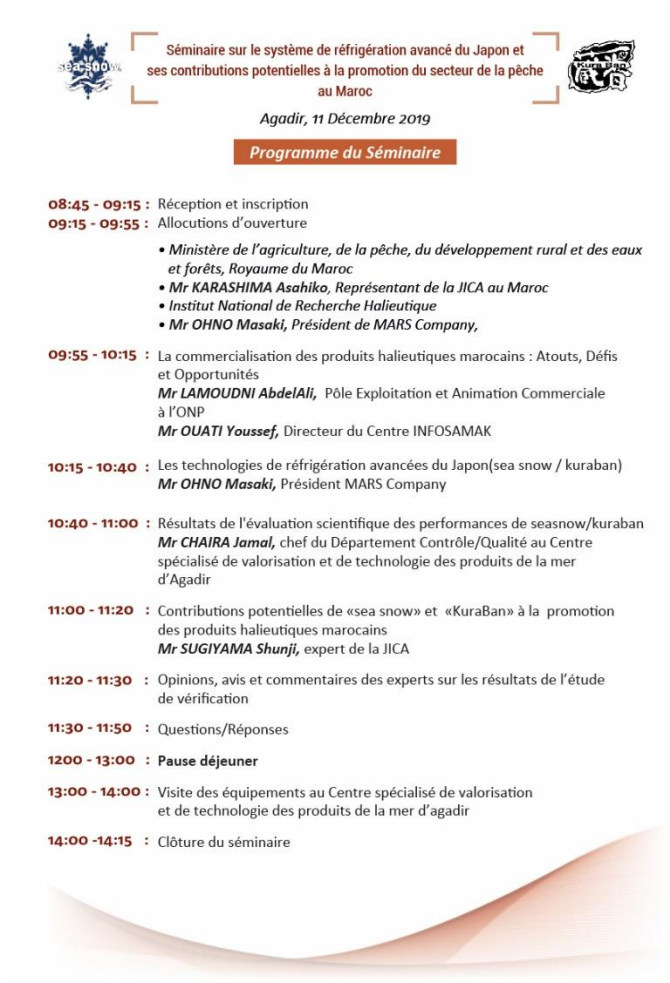 sea snow
Séminaire sur le système de réfrigération avancé du Japon et
ses contributions potentielles à la promotion du secteur de la pêche
au Maroc
Kura Ban
Agadir, 11 Décembre 2019
Programme du Séminaire
08:45 - 09:15 : Réception et inscription
09:15 - 09:55 : Allocutions d'ouverture
• Ministère de l'agriculture, de la pêche, du développement rural et des eaux
et forêts, Royaume du Maroc
• Mr KARASHIMA Asahiko, Représentant de la JICA au Maroc
• Institut National de Recherche Halieutique
• Mr OHNO Masaki, Président de MARS Company,
09:55 - 10:15 : La commercialisation des produits halieutiques marocains : Atouts, Défis
et Opportunités
Mr LAMOUDNI AbdelAli, Pôle Exploitation et Animation Commerciale
à l'ONP
Mr OUATI Youssef, Directeur du Centre INFOSAMAK
10:15 - 10:40 : Les technologies de réfrigération avancées du Japon(sea snow / kuraban)
Mr OHNO Masaki, Président MARS Company
10:40 - 11:00 : Résultats de l'évaluation scientifique des performances de seasnow/kuraban
Mr CHAIRA Jamal, chef du Département Contrôle/Qualité au Centre
spécialisé de valorisation et de technologie des produits de la mer
d'Agadir
11:00 - 11:20 : Contributions potentielles de «sea snow» et «KuraBan» à la promotion
des produits halieutiques marocains
Mr SUGIYAMA Shunji, expert de la JICA
11:20 - 11:30 : Opinions, avis et commentaires des experts sur les résultats de l'étude
de vérification
11:30 - 11:50 : Questions/Réponses
1200 - 13:00 : Pause déjeuner
13:00 - 14:00 : Visite des équipements au Centre spécialisé de valorisation
et de technologie des produits de la mer d'agadir
14:00 -14:15 : Clôture du séminaire